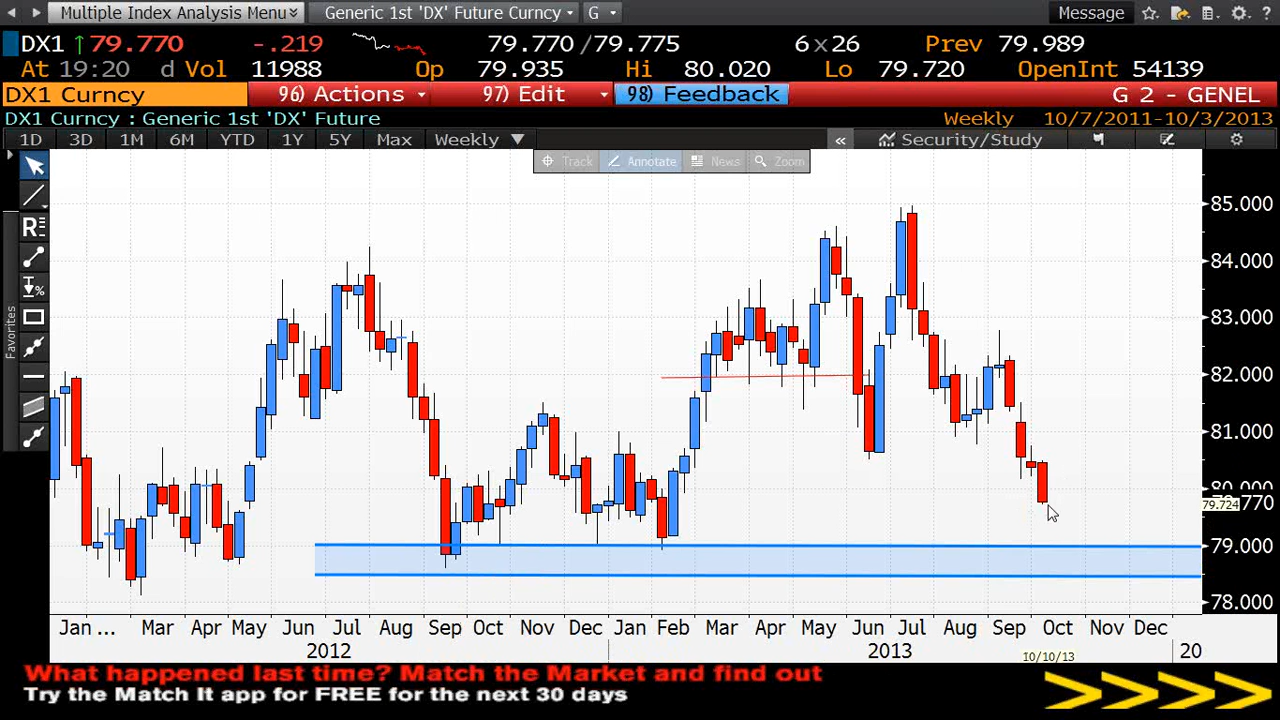 Multiple Index Analysis Menu Generic 1st 'DX' Future Curncy G Message
DX1 79.770 -.219 79.770 /79.775 6x26 Prev 79.989
At 19:20 d Vol 11988 Op 79.935 Hi 80.020 Lo 79.720 OpenInt 54139
DX1 Curncy 96) Actions 97) Edit 98) Feedback G 2 - GENEL
DX1 Curncy : Generic 1st 'DX' Future Weekly 10/7/2011-10/3/2013
1D 3D 1M 6M YTD 1Y 5Y Max Weekly « Security/Study
Track Annotate News Zoom
Favorites
85.000
84.000
83.000
82.000
81.000
80.000
79.724 770
79.000
78.000
Jan ... Mar Apr May Jun Jul Aug Sep Oct Nov Dec Jan Feb Mar Apr May Jun Jul Aug Sep Oct Nov Dec
2012 2013 20
10/10/13
What happened last time? Match the Market and find out
Try the Match It app for FREE for the next 30 days